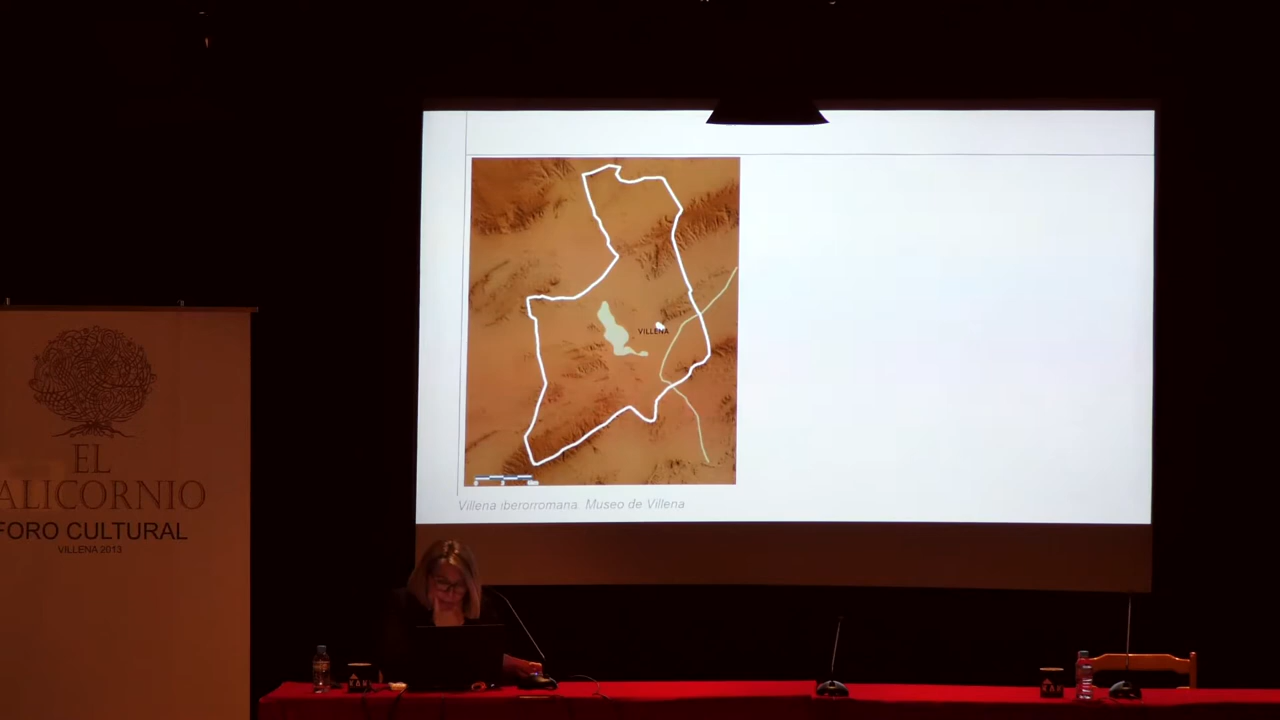 VILLENA
Villena iberorromana. Museo de Villena
EL
ALICORNIO
FORO CULTURAL
VILLENA 2013